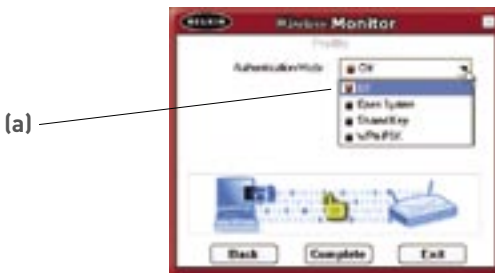 BELKIN Wireless Monitor
Profile
Authentication Mode Off
(a) Off
Open System
Shared Key
WPA-PSK
Back Complete Exit